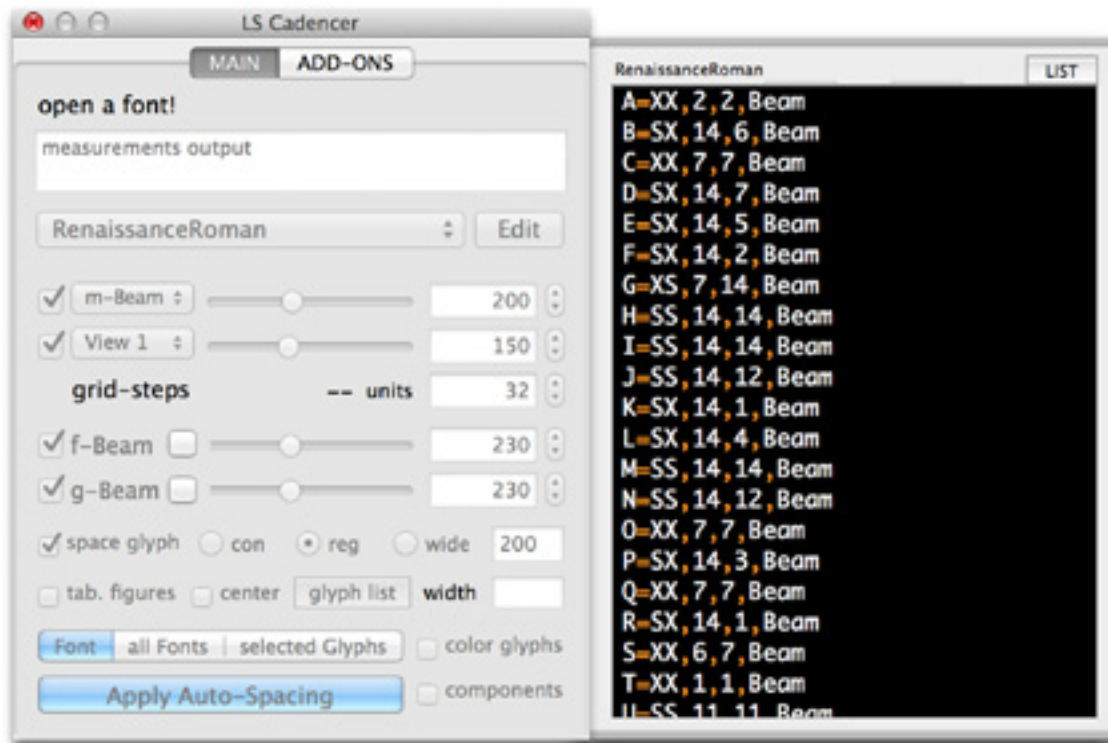 LS Cadencer
MAIN ADD-ONS
open a font!
measurements output
RenaissanceRoman Edit
m-Beam 200
View 1 150
grid-steps -- units 32
f-Beam 230
g-Beam 230
space glyph con reg wide 200
tab. figures center glyph list width
Font all Fonts selected Glyphs color glyphs
Apply Auto-Spacing components
RenaissanceRoman LIST
A=XX,2,2,Beam
B=SX,14,6,Beam
C=XX,7,7,Beam
D=SX,14,7,Beam
E=SX,14,5,Beam
F=SX,14,2,Beam
G=XS,7,14,Beam
H=SS,14,14,Beam
I=SS,14,14,Beam
J=SS,14,12,Beam
K=SX,14,1,Beam
L=SX,14,4,Beam
M=SS,14,14,Beam
N=SS,14,12,Beam
O=XX,7,7,Beam
P=SX,14,3,Beam
Q=XX,7,7,Beam
R=SX,14,1,Beam
S=XX,6,7,Beam
T=XX,1,1,Beam
U=SS,11,11,Beam